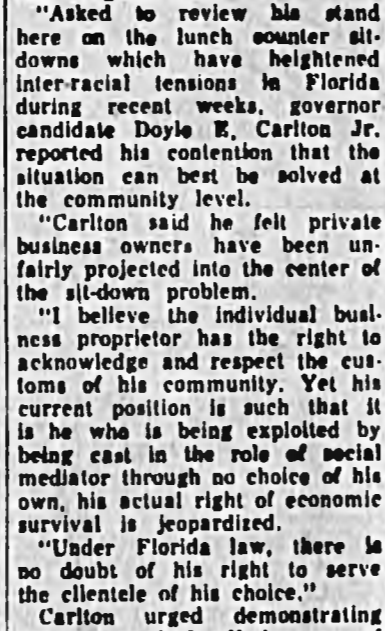 "Asked to review his stand
here on the lunch counter sit-
downs which have heightened
inter-racial tensions in Florida
during recent weeks, governor
candidate Doyle E. Carlton Jr.
reported his contention that the
situation can best be solved at
the community level.
"Carlton said he felt private
business owners have been un-
fairly projected into the center of
the sit-down problem.
"I believe the individual busi-
ness proprietor has the right to
acknowledge and respect the cus-
toms of his community. Yet his
current position is such that it
is he who is being exploited by
being cast in the role of social
mediator through no choice of his
own, his actual right of economic
survival is jeopardized.
"Under Florida law, there is
no doubt of his right to serve
the clientele of his choice."
Carlton urged demonstrating